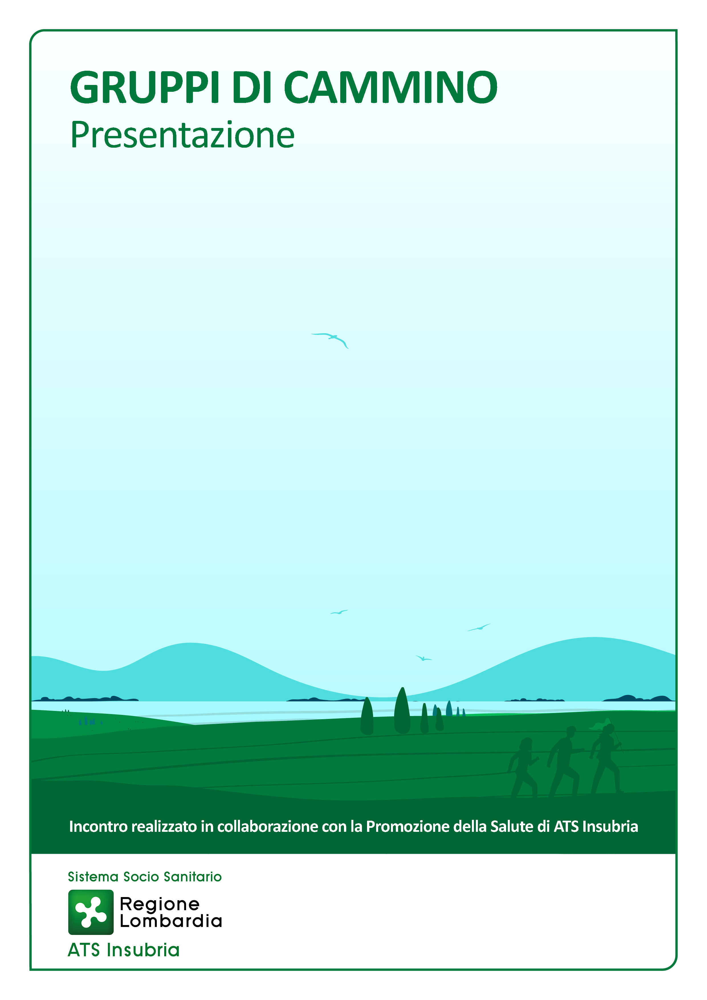 GRUPPI DI CAMMINO
Presentazione
Incontro realizzato in collaborazione con la Promozione della Salute di ATS Insubria
Sistema Socio Sanitario
Regione
Lombardia
ATS Insubria